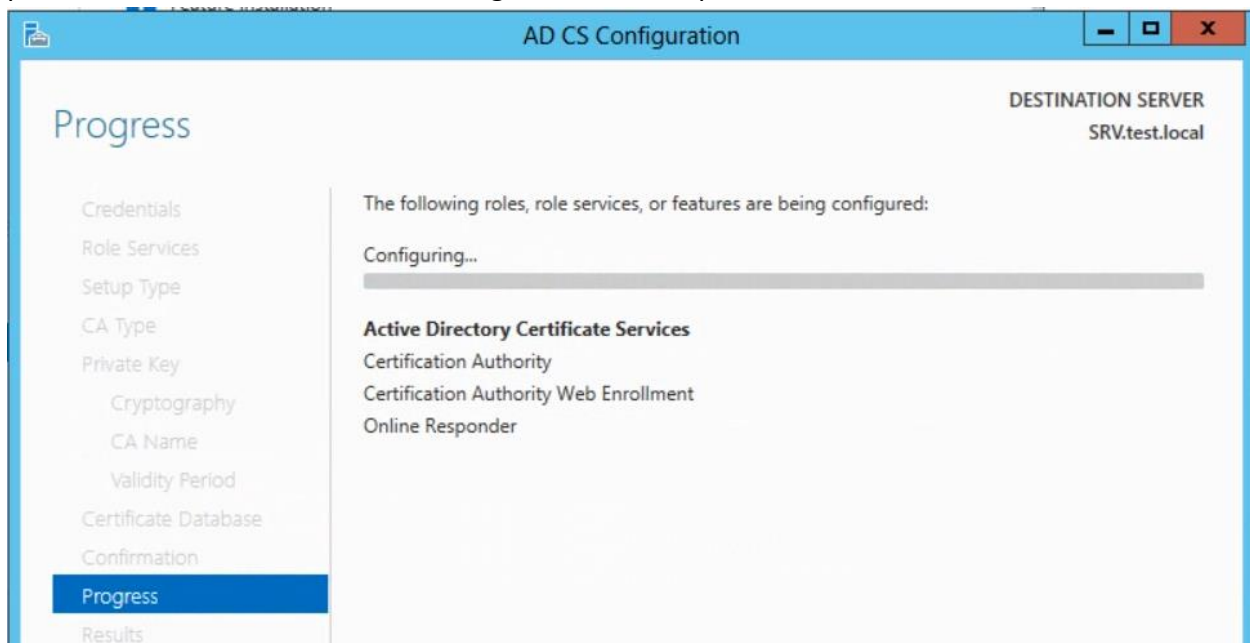 Feature Installation
AD CS Configuration
DESTINATION SERVER
SRV.test.local
Progress
Credentials
Role Services
Setup Type
CA Type
Private Key
Cryptography
CA Name
Validity Period
Certificate Database
Confirmation
Progress
Results
The following roles, role services, or features are being configured:
Configuring...
Active Directory Certificate Services
Certification Authority
Certification Authority Web Enrollment
Online Responder